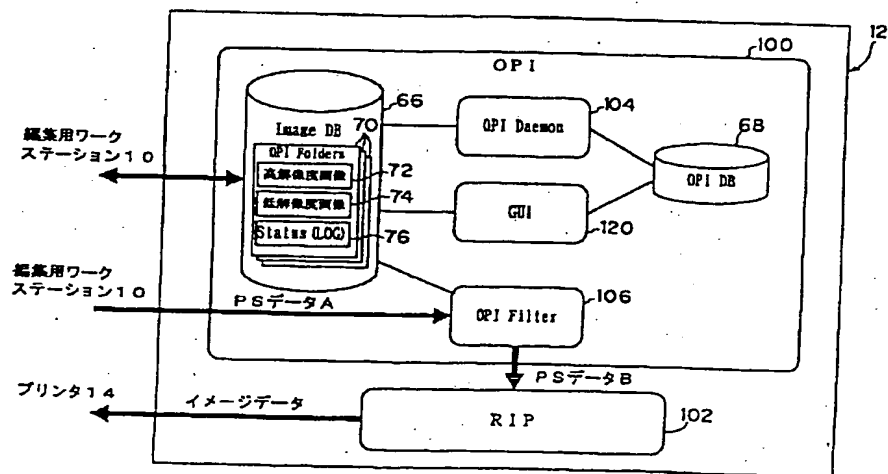 12
100
OPI
66
編集用ワーク
ステーション10
Image DB
70
OPI Folders
高解像度画像
72
低解像度画像
74
Status(LOG)
76
OPI Daemon
104
68
OPI DB
GUI
120
編集用ワーク
ステーション10
PSデータA
OPI Filter
106
PSデータB
プリンタ14
イメージデータ
RIP
102